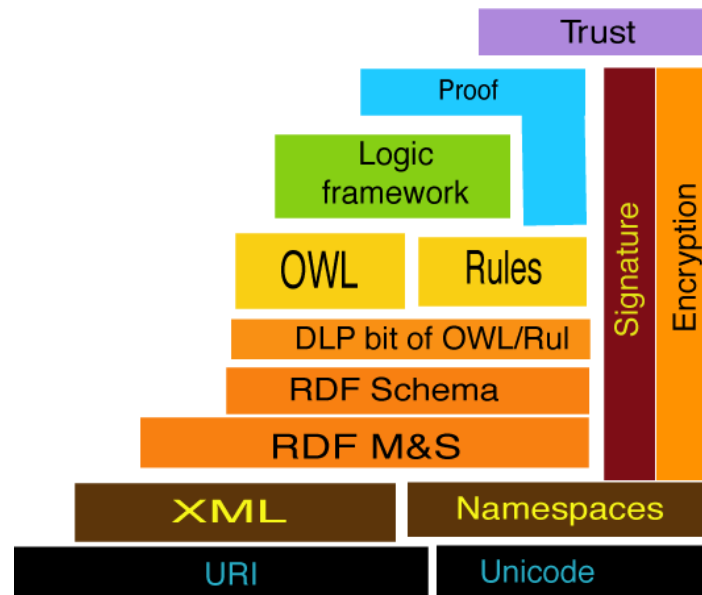 Trust
Proof
Logic
framework
OWL
Rules
DLP bit of OWL/Rul
RDF Schema
RDF M&S
Signature
Encryption
XML
Namespaces
URI
Unicode